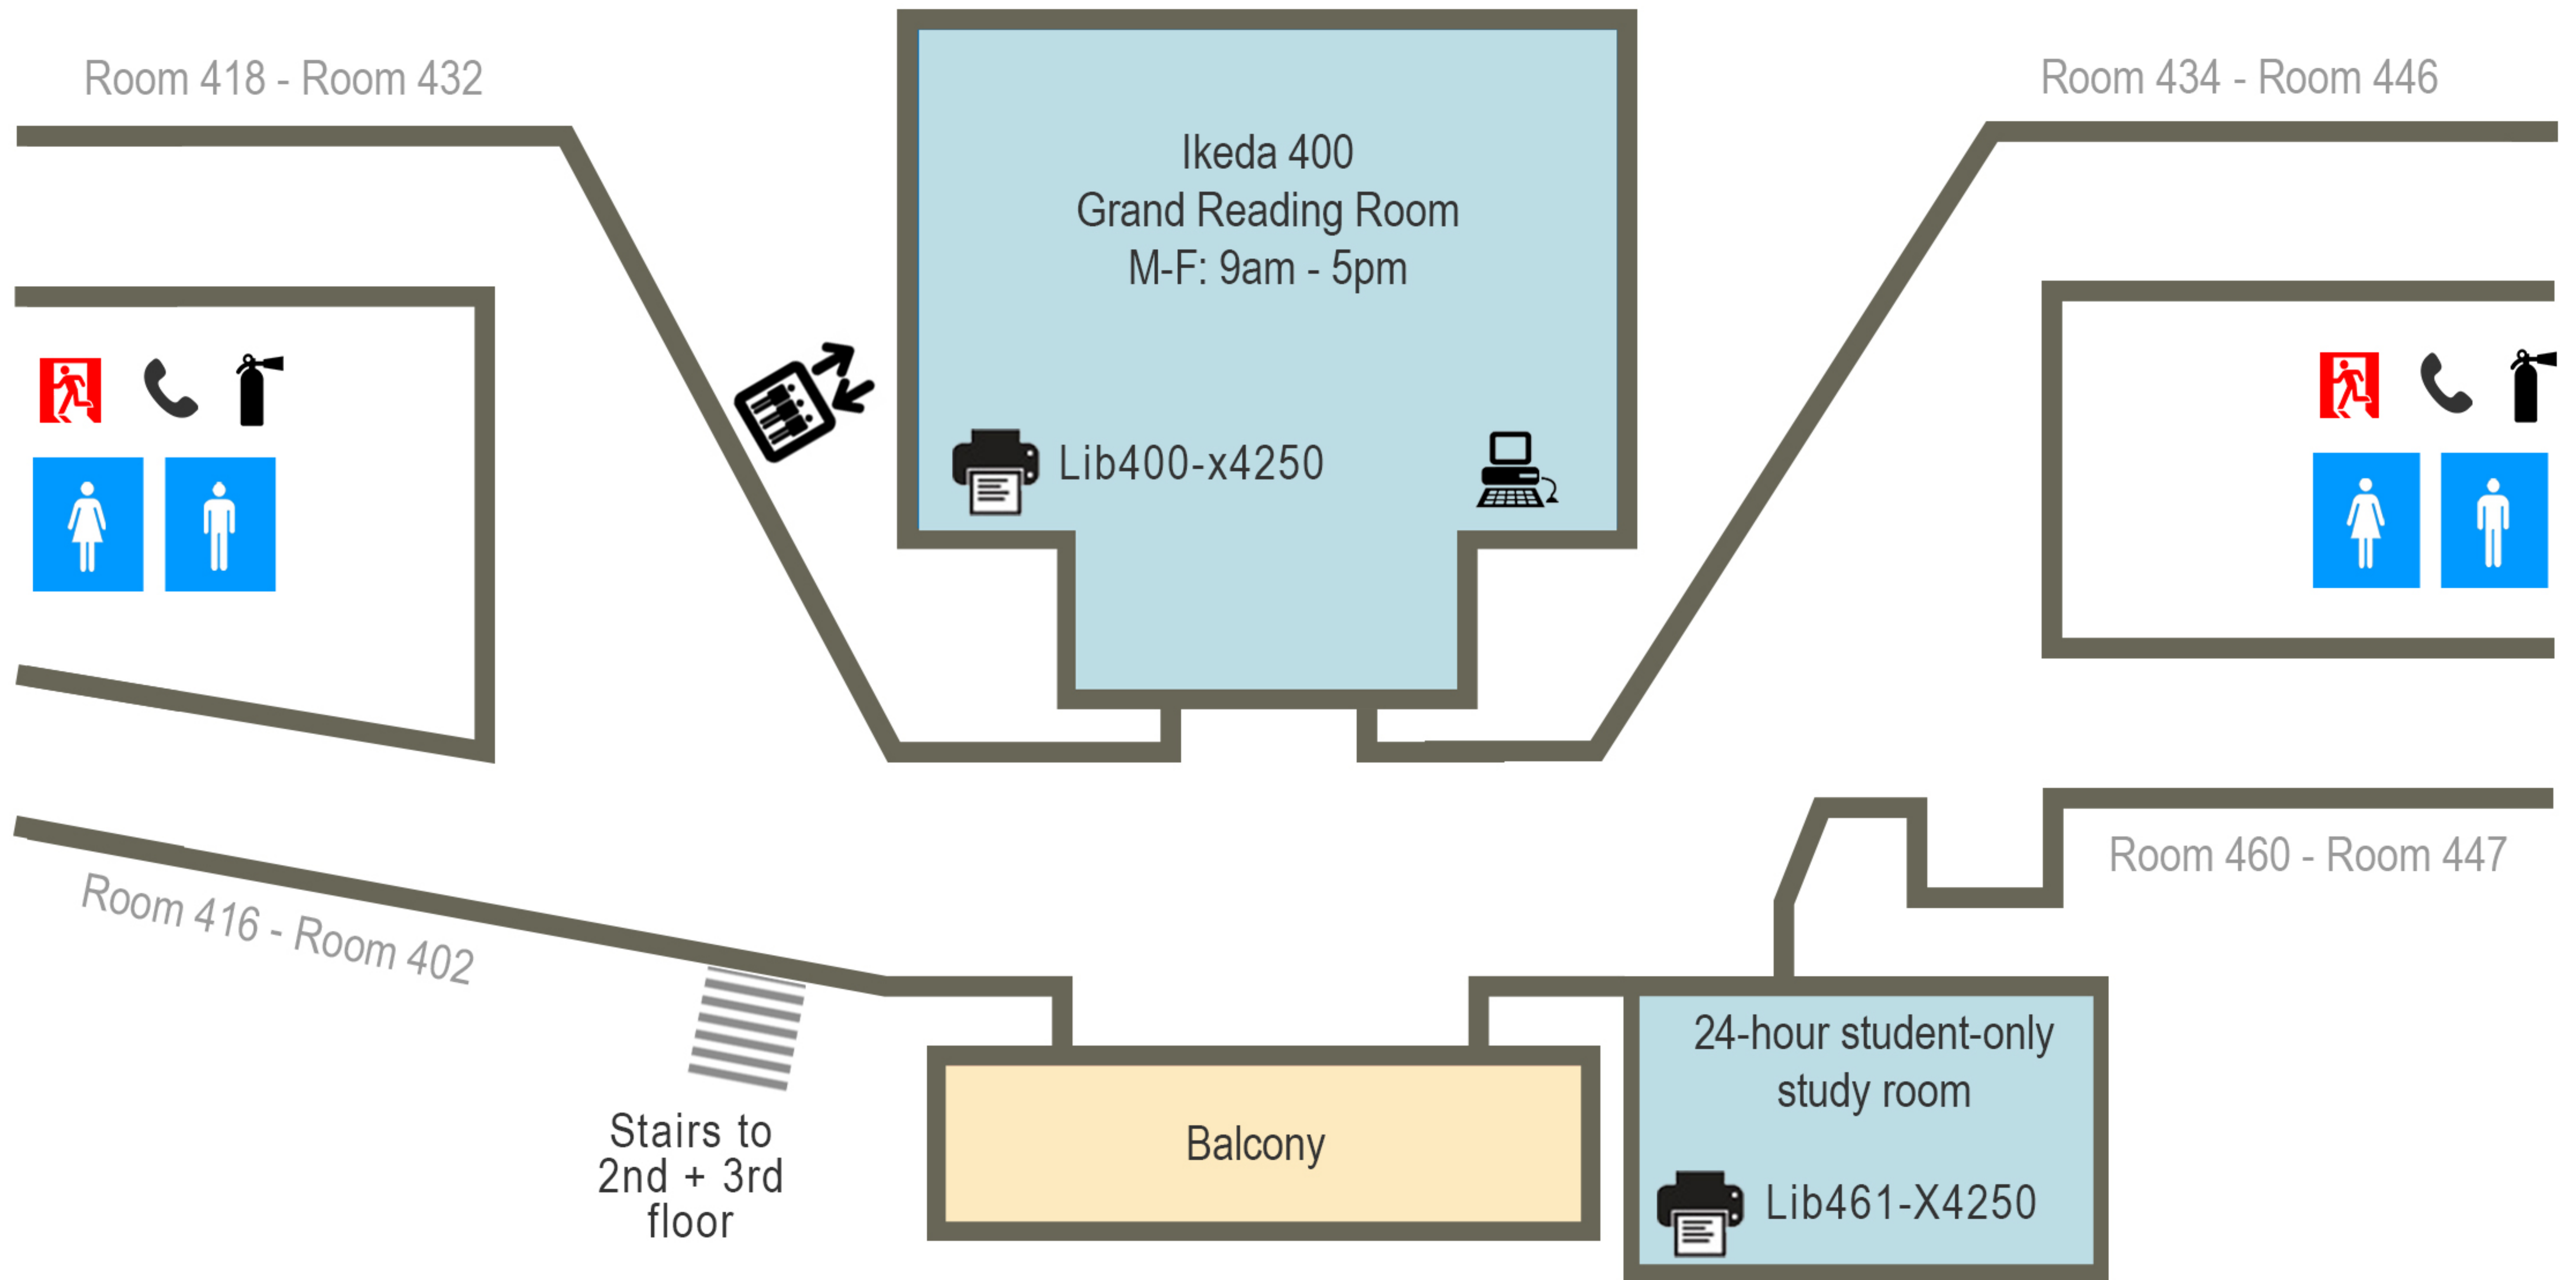 Room 418 - Room 432
Room 434 - Room 446
Ikeda 400
Grand Reading Room
M-F: 9am - 5pm
Lib400-x4250
Room 460 - Room 447
Room 416 - Room 402
Stairs to
2nd + 3rd
floor
Balcony
24-hour student-only
study room
Lib461-X4250